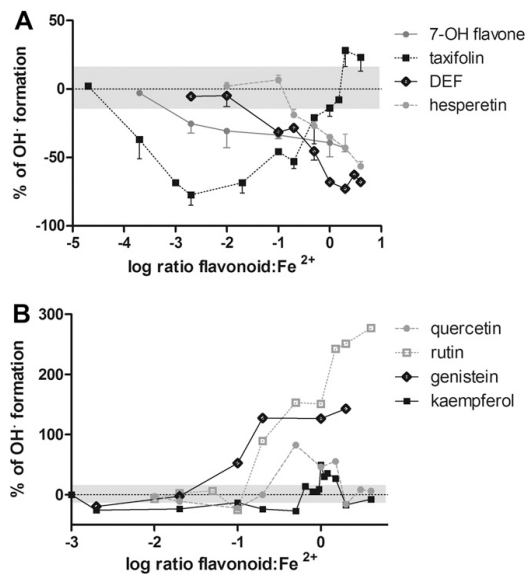 A
50
0
-50
-100
% of OH· formation
-5 -4 -3 -2 -1 0 1
log ratio flavonoid:Fe 2+
7-OH flavone
taxifolin
DEF
hesperetin
B
300
200
100
0
% of OH· formation
-3 -2 -1 0
log ratio flavonoid:Fe 2+
quercetin
rutin
genistein
kaempferol